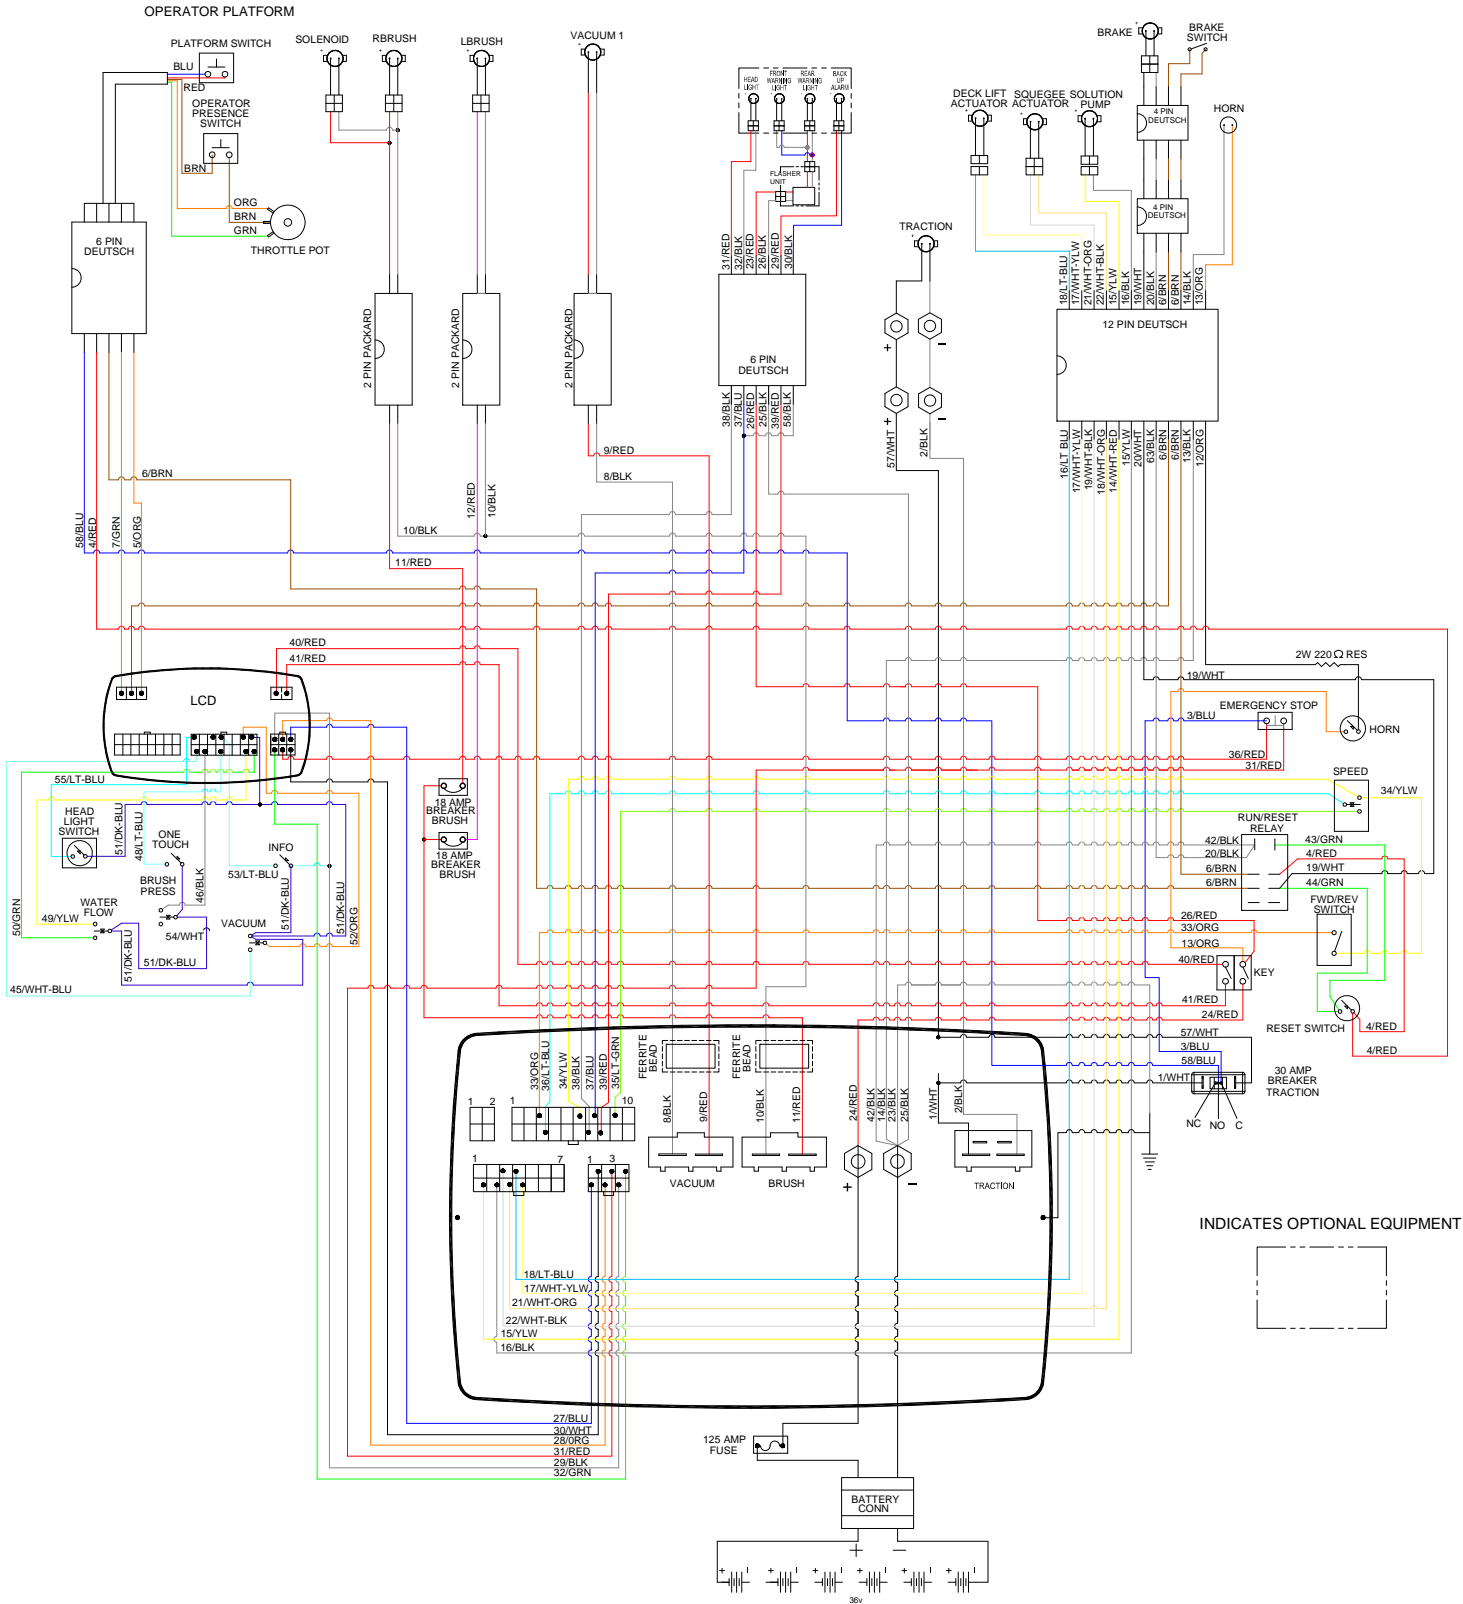 OPERATOR PLATFORM
PLATFORM SWITCH
BLU
RED
OPERATOR
PRESENCE
SWITCH
BRN
ORG
BRN
GRN
THROTTLE POT
6 PIN
DEUTSCH
SOLENOID
RBRUSH
LBRUSH
VACUUM 1
2 PIN PACKARD
2 PIN PACKARD
2 PIN PACKARD
HEAD
LIGHT
FRONT
WARNING
LIGHT
REAR
WARNING
LIGHT
BACK
UP
ALARM
FLASHER
UNIT
31/RED
32/BLK
23/RED
26/BLK
29/RED
30/BLK
6 PIN
DEUTSCH
38/BLK
37/BLU
26/RED
25/BLK
39/RED
58/BLK
TRACTION
+
−
+
−
57/WHT
2/BLK
DECK LIFT
ACTUATOR
SQUEGEE
ACTUATOR
SOLUTION
PUMP
BRAKE
BRAKE
SWITCH
HORN
4 PIN
DEUTSCH
4 PIN
DEUTSCH
18/LT-BLU
17/WHT-YLW
21/WHT-ORG
22/WHT-BLK
15/YLW
16/BLK
19/WHT
20/BLK
6/BRN
6/BRN
14/BLK
13/ORG
12 PIN DEUTSCH
16/LT BLU
17/WHT-YLW
19/WHT-BLK
18/WHT-ORG
14/WHT-RED
15/YLW
20/WHT
63/BLK
6/BRN
6/BRN
13/BLK
12/ORG
58/BLU
4/RED
7/GRN
5/ORG
6/BRN
9/RED
8/BLK
12/RED
10/BLK
10/BLK
11/RED
40/RED
41/RED
LCD
2W 220 Ω RES
19/WHT
EMERGENCY STOP
3/BLU
HORN
36/RED
31/RED
SPEED
34/YLW
55/LT-BLU
HEAD
LIGHT
SWITCH
51/DK-BLU
48/LT-BLU
ONE
TOUCH
INFO
53/LT-BLU
BRUSH
PRESS
46/BLK
51/DK-BLU
51/DK-BLU
52/ORG
WATER
FLOW
50/GRN
49/YLW
54/WHT
VACUUM
51/DK-BLU
51/DK-BLU
45/WHT-BLU
18 AMP
BREAKER
BRUSH
18 AMP
BREAKER
BRUSH
RUN/RESET
RELAY
42/BLK
43/GRN
20/BLK
4/RED
6/BRN
19/WHT
6/BRN
44/GRN
FWD/REV
SWITCH
26/RED
33/ORG
13/ORG
40/RED
KEY
41/RED
24/RED
RESET SWITCH
4/RED
4/RED
57/WHT
3/BLU
58/BLU
1/WHT
30 AMP
BREAKER
TRACTION
NC
NO
C
33/ORG
36/LT-BLU
34/YLW
38/BLK
37/BLU
39/RED
35/LT-GRN
FERRITE
BEAD
FERRITE
BEAD
8/BLK
9/RED
10/BLK
11/RED
24/RED
42/BLK
14/BLK
23/BLK
25/BLK
1/WHT
2/BLK
1 2
1 10
1 7
1 3
VACUUM
BRUSH
+
−
TRACTION
18/LT-BLU
17/WHT-YLW
21/WHT-ORG
22/WHT-BLK
15/YLW
16/BLK
INDICATES OPTIONAL EQUIPMENT
27/BLU
30/WHT
28/0RG
31/RED
29/BLK
32/GRN
125 AMP
FUSE
BATTERY
CONN
+ −
36v